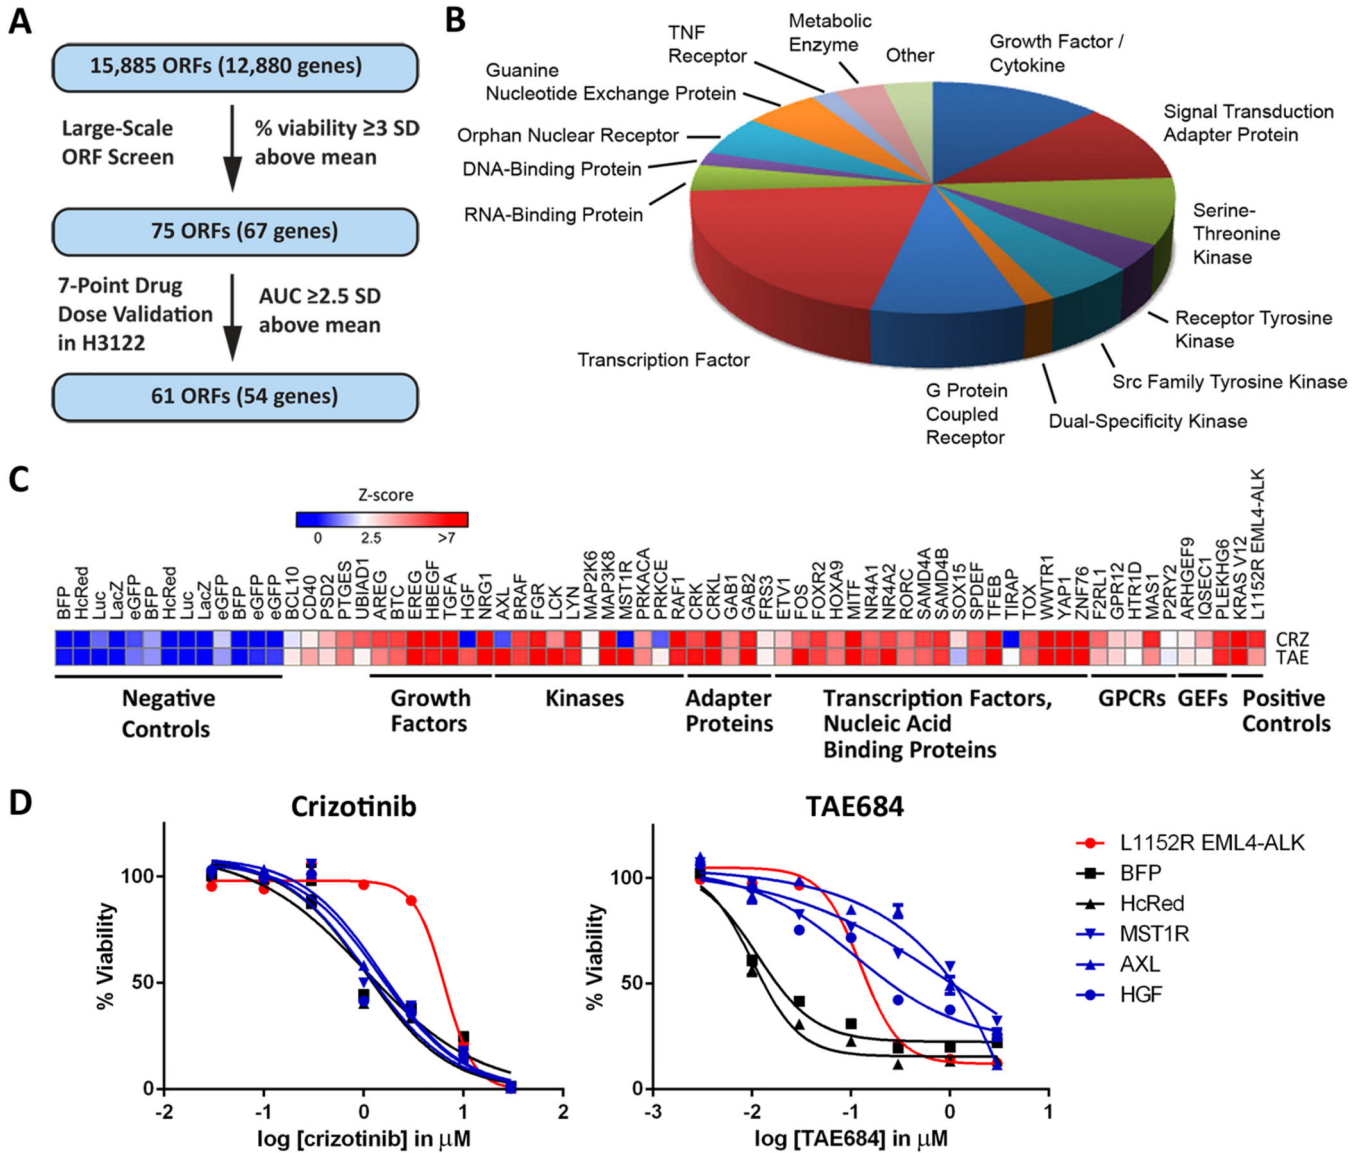 A
15,885 ORFs (12,880 genes)
Large-Scale
ORF Screen
% viability ≥3 SD
above mean
75 ORFs (67 genes)
7-Point Drug
Dose Validation
in H3122
AUC ≥2.5 SD
above mean
61 ORFs (54 genes)
B
Growth Factor /
Cytokine
Signal Transduction
Adapter Protein
Serine-
Threonine
Kinase
Receptor Tyrosine
Kinase
Src Family Tyrosine Kinase
Dual-Specificity Kinase
G Protein
Coupled
Receptor
Transcription Factor
RNA-Binding Protein
DNA-Binding Protein
Orphan Nuclear Receptor
Guanine
Nucleotide Exchange Protein
TNF
Receptor
Metabolic
Enzyme
Other
C
Z-score
0
2.5
>7
BFP
HcRed
Luc
LacZ
eGFP
BFP
HcRed
Luc
LacZ
eGFP
BFP
eGFP
eGFP
BCL10
CD40
PSD2
PTGES
UBIAD1
AREG
BTC
EREG
HBEGF
TGFA
HGF
NRG1
AXL
BRAF
FGR
LCK
LYN
MAP2K6
MAP3K8
MST1R
PRKACA
PRKCE
RAF1
CRK
CRKL
GAB1
GAB2
FRS3
ETV1
FOS
FOXR2
HOXA9
MITF
NR4A1
NR4A2
RORC
SAMD4A
SAMD4B
SOX15
SPDEF
TFEB
TIRAP
TOX
WWTR1
YAP1
ZNF76
F2RL1
GPR12
HTR1D
MAS1
P2RY2
ARHGEF9
IQSEC1
PLEKHG6
KRAS V12
L1152R EML4-ALK
CRZ
TAE
Negative
Controls
Growth
Factors
Kinases
Adapter
Proteins
Transcription Factors,
Nucleic Acid
Binding Proteins
GPCRs
GEFs
Positive
Controls
D
Crizotinib
% Viability
100
50
0
-2
-1
0
1
2
log [crizotinib] in μM
TAE684
% Viability
100
50
0
-3
-2
-1
0
1
log [TAE684] in μM
L1152R EML4-ALK
BFP
HcRed
MST1R
AXL
HGF